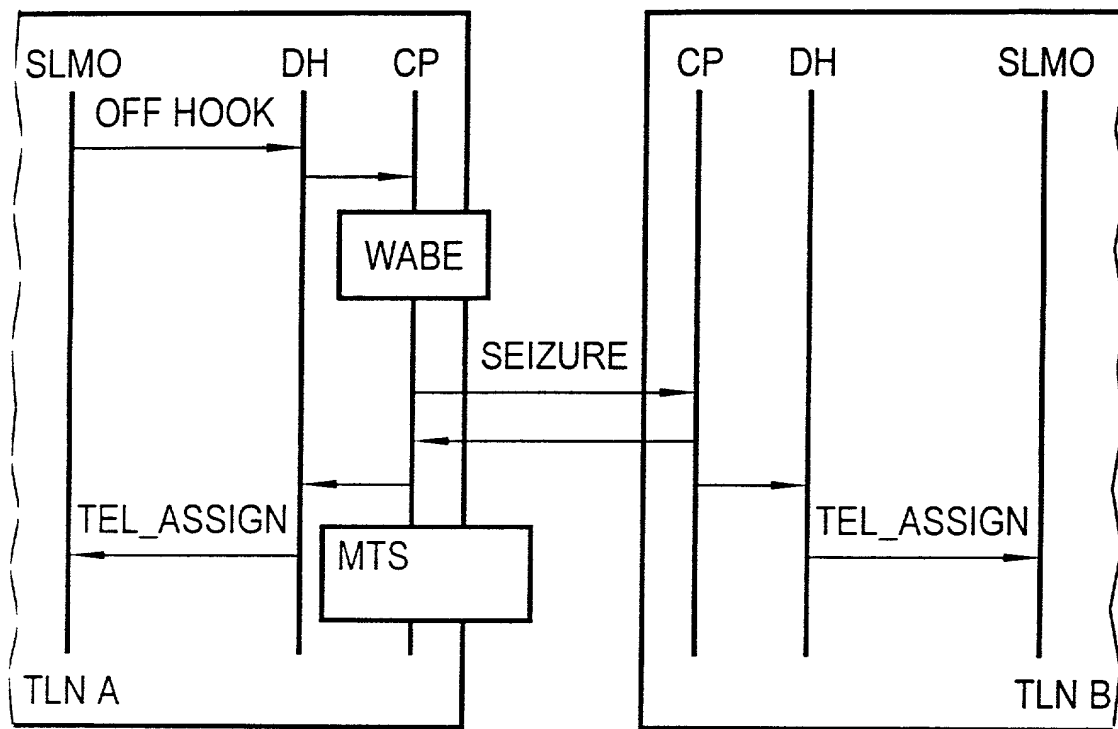 SLMO DH CP CP DH SLMO
OFF HOOK
WABE
SEIZURE
TEL_ASSIGN TEL_ASSIGN
MTS
TLN A TLN B